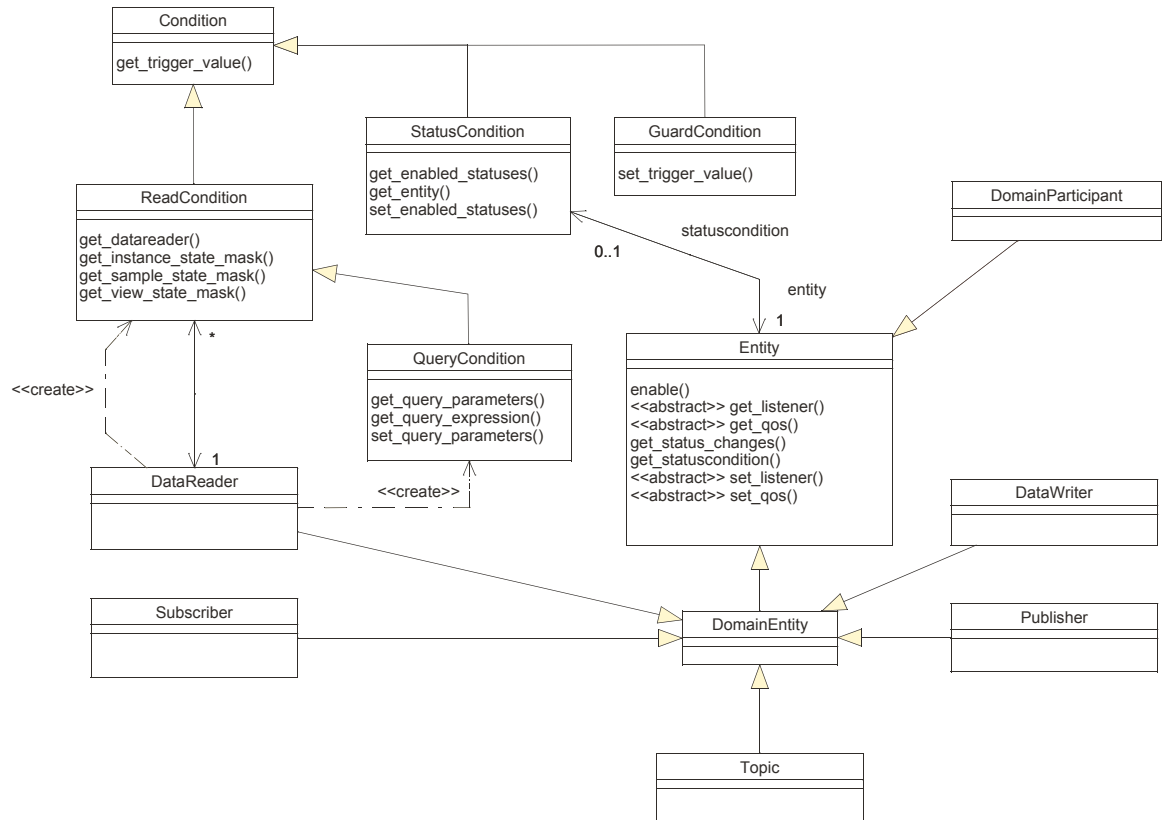 Condition
get_trigger_value()
StatusCondition
get_enabled_statuses()
get_entity()
set_enabled_statuses()
GuardCondition
set_trigger_value()
ReadCondition
get_datareader()
get_instance_state_mask()
get_sample_state_mask()
get_view_state_mask()
DomainParticipant
statuscondition
0..1
entity
1
*
<<create>>
QueryCondition
get_query_parameters()
get_query_expression()
set_query_parameters()
Entity
enable()
<<abstract>> get_listener()
<<abstract>> get_qos()
get_status_changes()
get_statuscondition()
<<abstract>> set_listener()
<<abstract>> set_qos()
1
DataReader
<<create>>
DataWriter
Subscriber
DomainEntity
Publisher
Topic